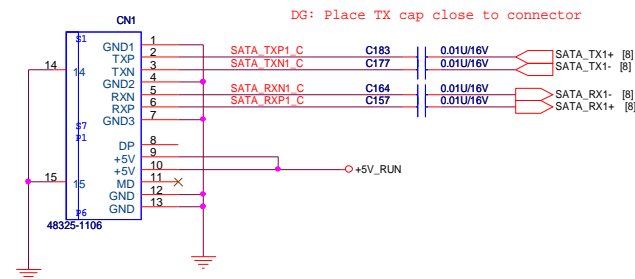 DG: Place TX cap close to connector
CN1
S1
GND1 1
TXP 2 SATA_TXP1_C C183 0.01U/16V SATA_TX1+ [8]
14 14 TXN 3 SATA_TXN1_C C177 0.01U/16V SATA_TX1- [8]
GND2 4
RXN 5 SATA_RXN1_C C164 0.01U/16V SATA_RX1- [8]
RXP 6 SATA_RXP1_C C157 0.01U/16V SATA_RX1+ [8]
S7 GND3 7
P1
DP 8
+5V 9
+5V 10 +5V_RUN
15 15 MD 11
GND 12
P6 GND 13
48325-1106